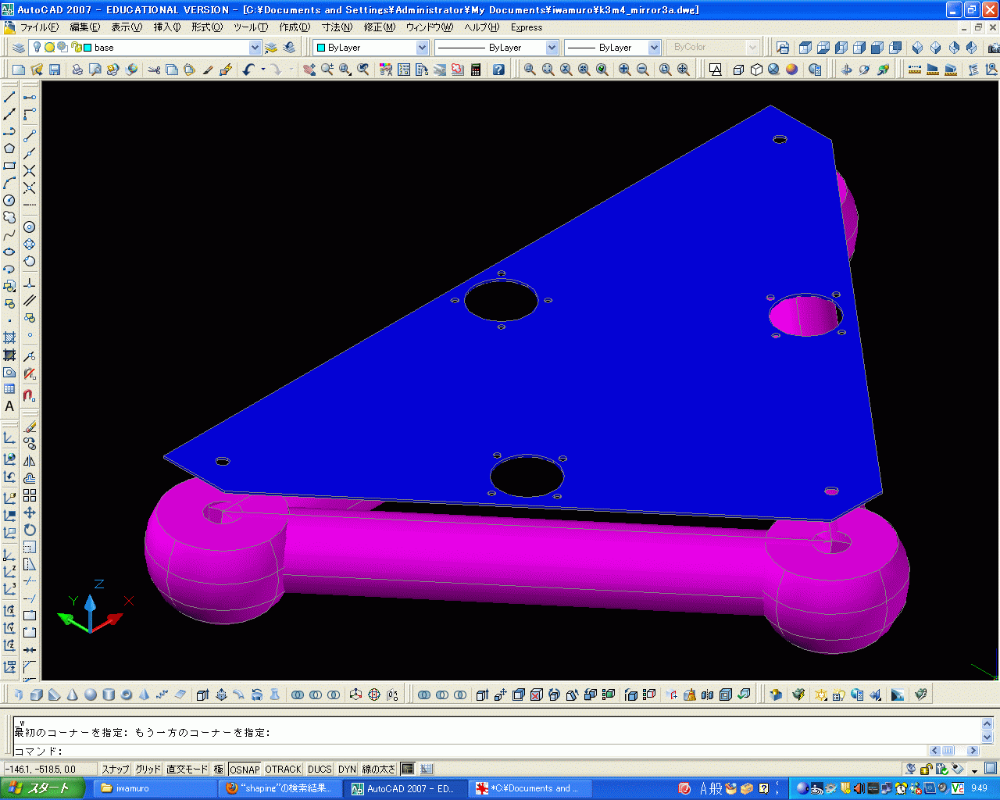 AutoCAD 2007 - EDUCATIONAL VERSION - [C:¥Documents and Settings¥Administrator¥My Documents¥iwamuro¥k3m4_mirror3a.dwg]
ファイル(F) 編集(E) 表示(V) 挿入(I) 形式(O) ツール(T) 作成(D) 寸法(N) 修正(M) ウィンドウ(W) ヘルプ(H) Express
base ByLayer ByLayer ByLayer ByColor
A
Z
Y X
_w
最初のコーナーを指定: もう一方のコーナーを指定:
コマンド:
-146.1, -518.5, 0.0 スナップ グリッド 直交モード 極 OSNAP OTRACK DUCS DYN 線の太さ
スタート iwamuro "shaping"の検索結果... AutoCAD 2007 - ED... *C:¥Documents and ... A 般 9:49